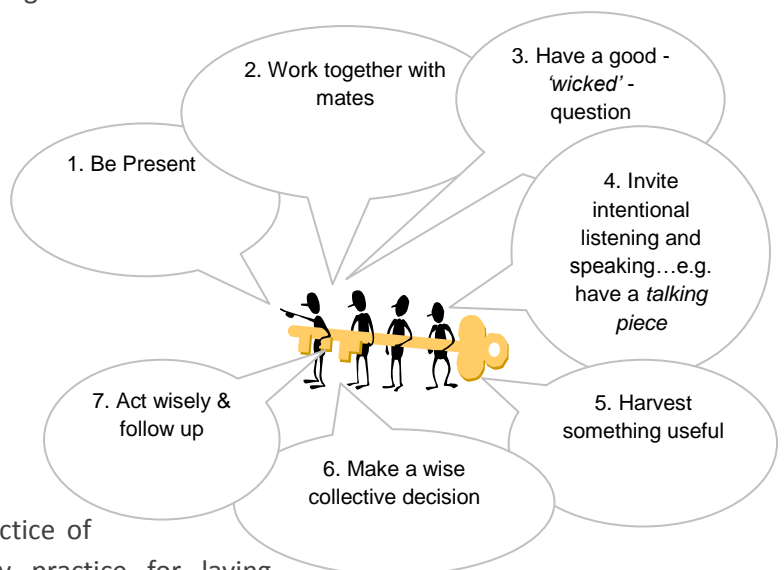 g
1. Be Present
2. Work together with
mates
3. Have a good -
‘wicked’ -
question
4. Invite
intentional
listening and
speaking…e.g.
have a talking
piece
5. Harvest
something useful
6. Make a wise
collective decision
7. Act wisely &
follow up
ctice of
practice for laying